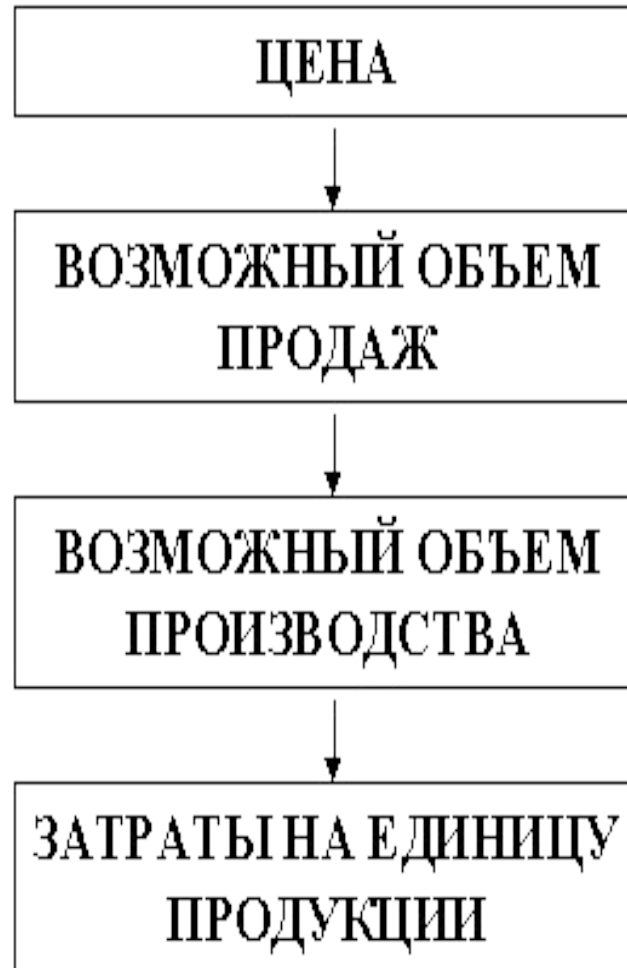 ЦЕНА
ВОЗМОЖНЫЙ ОБЪЕМ
ПРОДАЖ
ВОЗМОЖНЫЙ ОБЪЕМ
ПРОИЗВОДСТВА
ЗАТРАТЫ НА ЕДИНИЦУ
ПРОДУКЦИИ